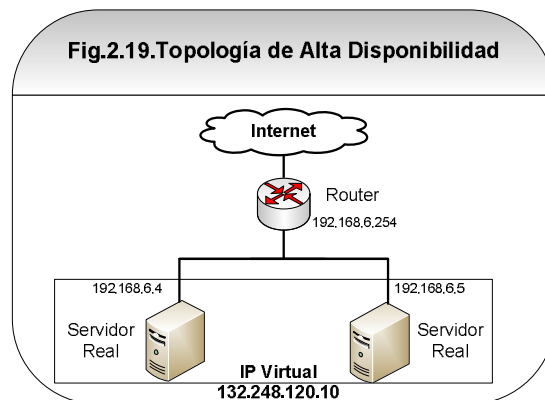 Fig.2.19.Topología de Alta Disponibilidad
Internet
Router
192.168.6.254
192.168.6.4
192.168.6.5
Servidor
Real
Servidor
Real
IP Virtual
132.248.120.10